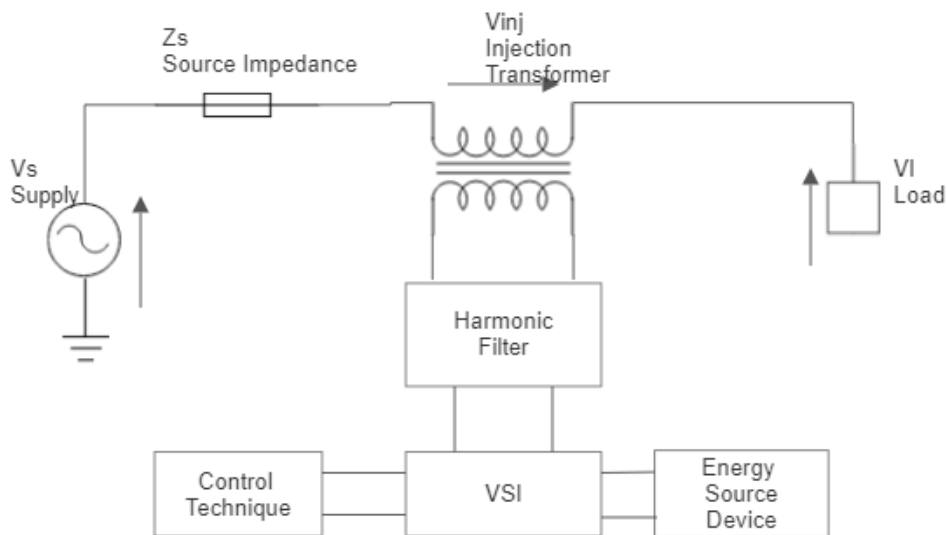 Zs
Source Impedance
Vinj
Injection
Transformer
Vs
Supply
Vl
Load
Harmonic
Filter
Control
Technique
VSI
Energy
Source
Device